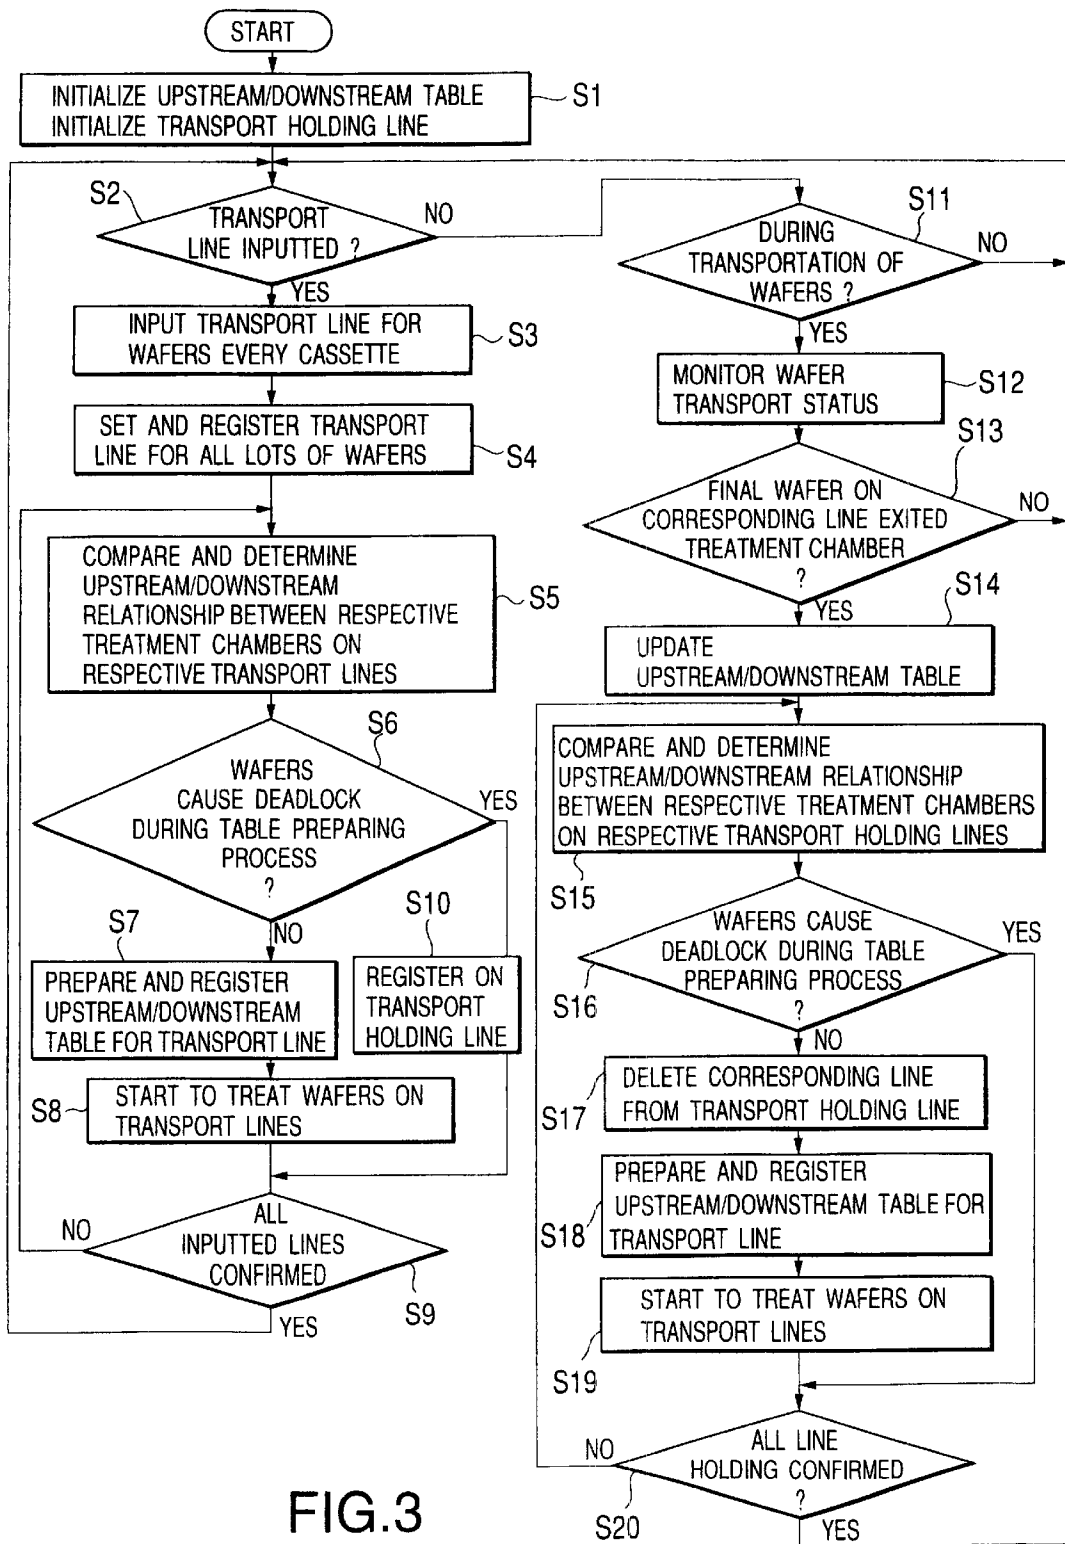 START
INITIALIZE UPSTREAM/DOWNSTREAM TABLE
INITIALIZE TRANSPORT HOLDING LINE
S1
S2
TRANSPORT
LINE INPUTTED ?
NO
YES
INPUT TRANSPORT LINE FOR
WAFERS EVERY CASSETTE
S3
SET AND REGISTER TRANSPORT
LINE FOR ALL LOTS OF WAFERS
S4
COMPARE AND DETERMINE
UPSTREAM/DOWNSTREAM
RELATIONSHIP BETWEEN RESPECTIVE
TREATMENT CHAMBERS ON
RESPECTIVE TRANSPORT LINES
S5
S6
WAFERS
CAUSE DEADLOCK
DURING TABLE PREPARING
PROCESS
?
YES
NO
S7
PREPARE AND REGISTER
UPSTREAM/DOWNSTREAM
TABLE FOR TRANSPORT LINE
S10
REGISTER ON
TRANSPORT
HOLDING LINE
S8
START TO TREAT WAFERS ON
TRANSPORT LINES
NO
ALL
INPUTTED LINES
CONFIRMED
S9
YES
S11
DURING
TRANSPORTATION OF
WAFERS ?
NO
YES
MONITOR WAFER
TRANSPORT STATUS
S12
S13
FINAL WAFER ON
CORRESPONDING LINE EXITED
TREATMENT CHAMBER
?
NO
YES
S14
UPDATE
UPSTREAM/DOWNSTREAM TABLE
COMPARE AND DETERMINE
UPSTREAM/DOWNSTREAM RELATIONSHIP
BETWEEN RESPECTIVE TREATMENT CHAMBERS
ON RESPECTIVE TRANSPORT HOLDING LINES
S15
WAFERS CAUSE
DEADLOCK DURING TABLE
PREPARING PROCESS
?
YES
S16
NO
S17
DELETE CORRESPONDING LINE
FROM TRANSPORT HOLDING LINE
S18
PREPARE AND REGISTER
UPSTREAM/DOWNSTREAM TABLE FOR
TRANSPORT LINE
START TO TREAT WAFERS ON
TRANSPORT LINES
S19
NO
ALL LINE
HOLDING CONFIRMED
?
S20
YES
FIG.3